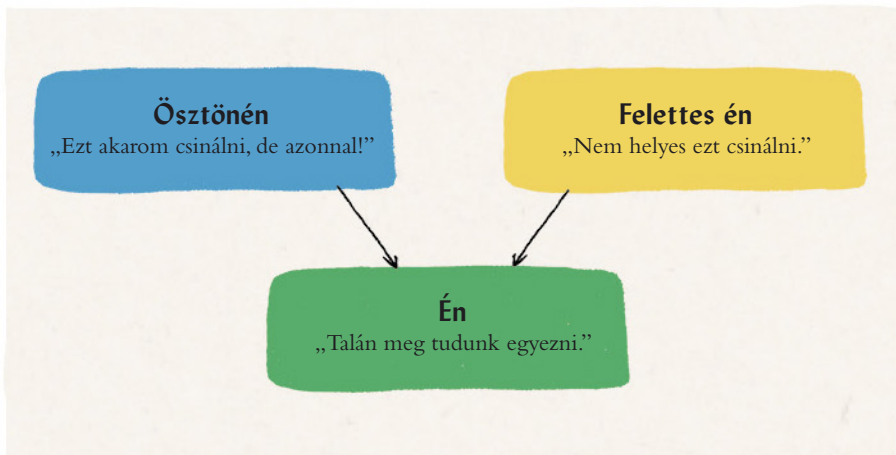 Ösztönén
„Ezt akarom csinálni, de azonnal!”
Felettes én
„Nem helyes ezt csinálni.”
Én
„Talán meg tudunk egyezni.”